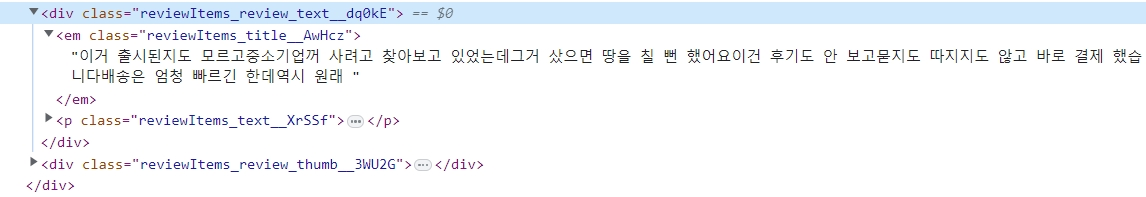 ▼<div class="reviewItems_review_text__dq0kE"> == $0
▼<em class="reviewItems_title__AwHcz">
"이거 출시된지도 모르고중소기업꺼 사려고 찾아보고 있었는데그거 샀으면 땅을 칠 뻔 했어요이건 후기도 안 보고묻지도 따지지도 않고 바로 결제 했습
니다배송은 엄청 빠르긴 한데역시 원래 "
</em>
▶<p class="reviewItems_text__XrSSf">…</p>
</div>
▶<div class="reviewItems_review_thumb__3WU2G">…</div>
</div>